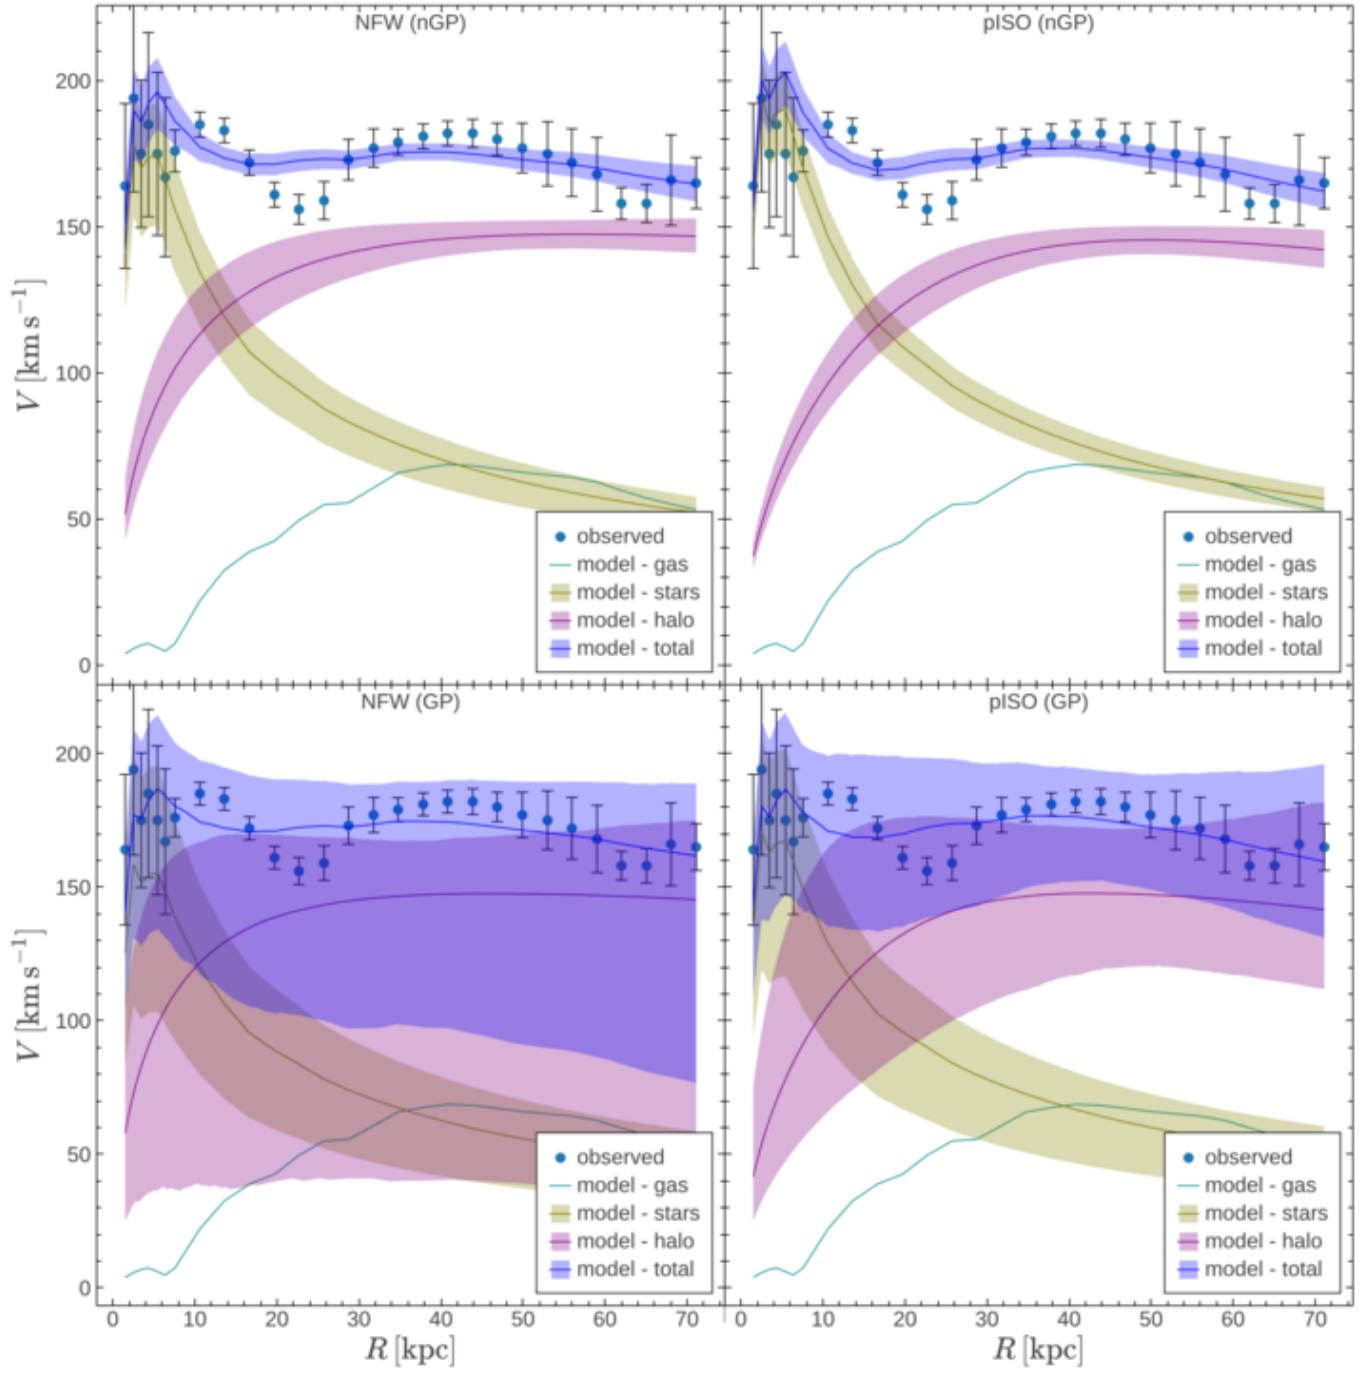 NFW (nGP)
pISO (nGP)
200
150
100
50
0
V [km s⁻¹]
observed
model - gas
model - stars
model - halo
model - total
observed
model - gas
model - stars
model - halo
model - total
NFW (GP)
pISO (GP)
200
150
100
50
0
V [km s⁻¹]
observed
model - gas
model - stars
model - halo
model - total
observed
model - gas
model - stars
model - halo
model - total
0 10 20 30 40 50 60 70
0 10 20 30 40 50 60 70
R [kpc]
R [kpc]